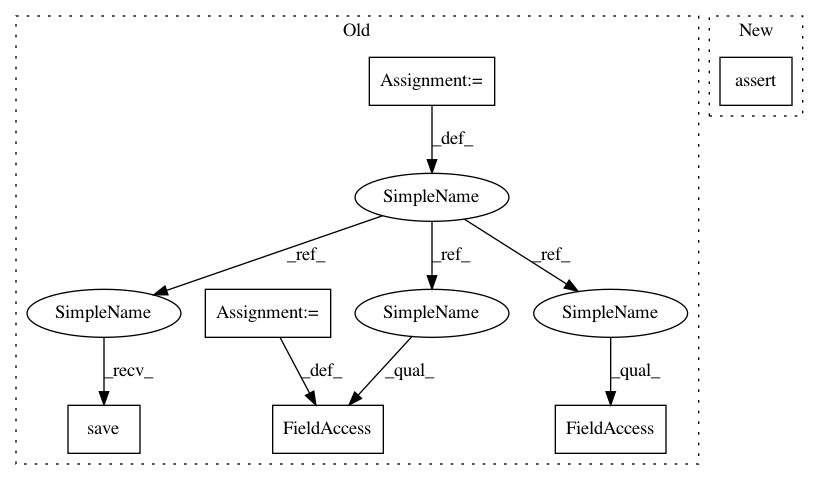 Old
New
Assignment:=
assert
_def_
SimpleName
_ref_
_ref_
_ref_
SimpleName
Assignment:=
SimpleName
SimpleName
_recv_
_def_
_qual_
_qual_
save
FieldAccess
FieldAccess